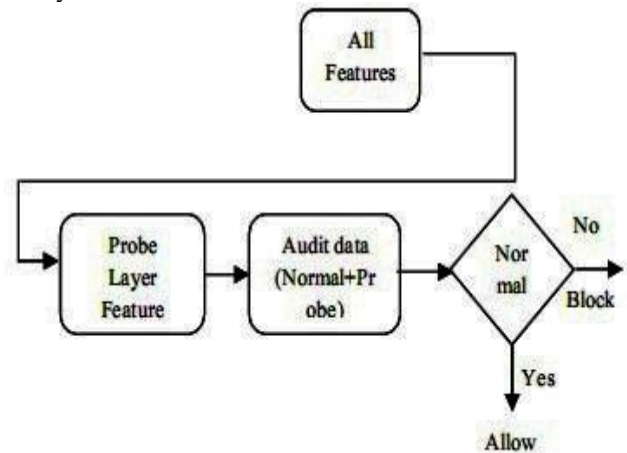 All
Features
Probe
Layer
Feature
Audit data
(Normal+Pr
obe)
Nor
mal
No
Block
Yes
Allow